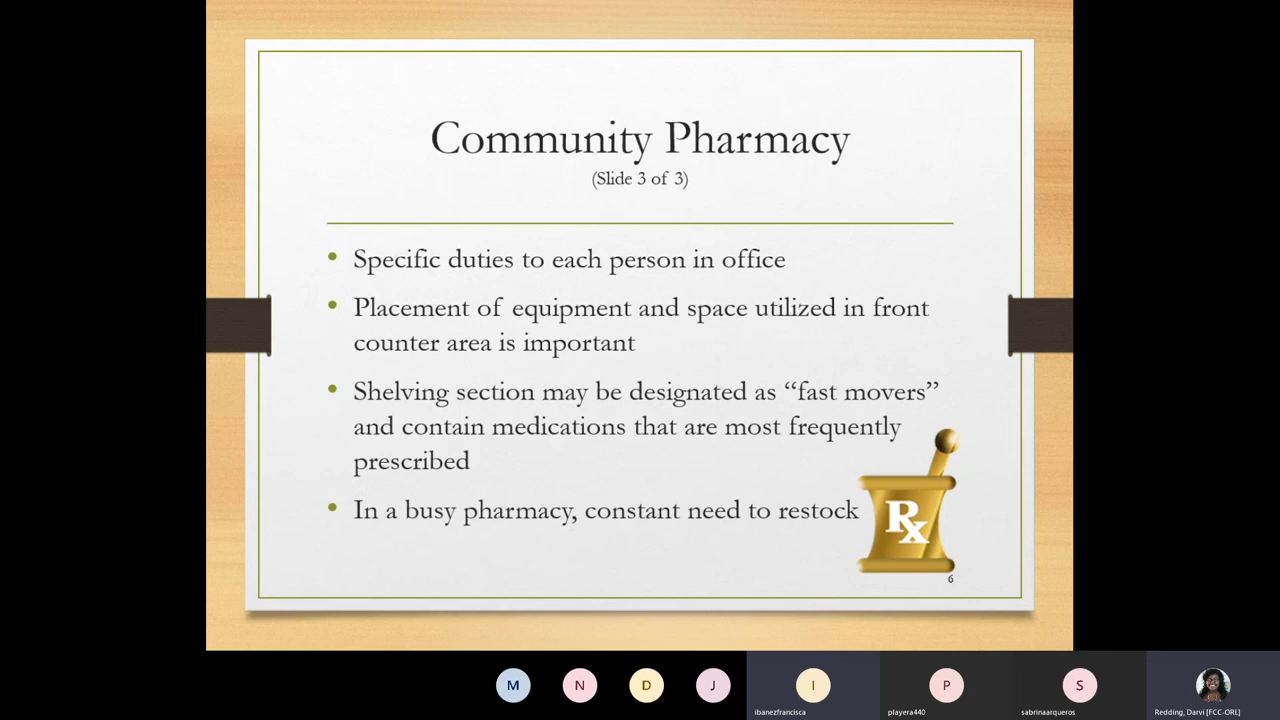 Community Pharmacy
(Slide 3 of 3)
• Specific duties to each person in office
• Placement of equipment and space utilized in front
counter area is important
• Shelving section may be designated as “fast movers”
and contain medications that are most frequently
prescribed
• In a busy pharmacy, constant need to restock
Rx
6
M
N
D
J
I
P
S
ibanezfrancisca
playera440
sabrinaarqueros
Redding, Darvi [FCC-ORL]